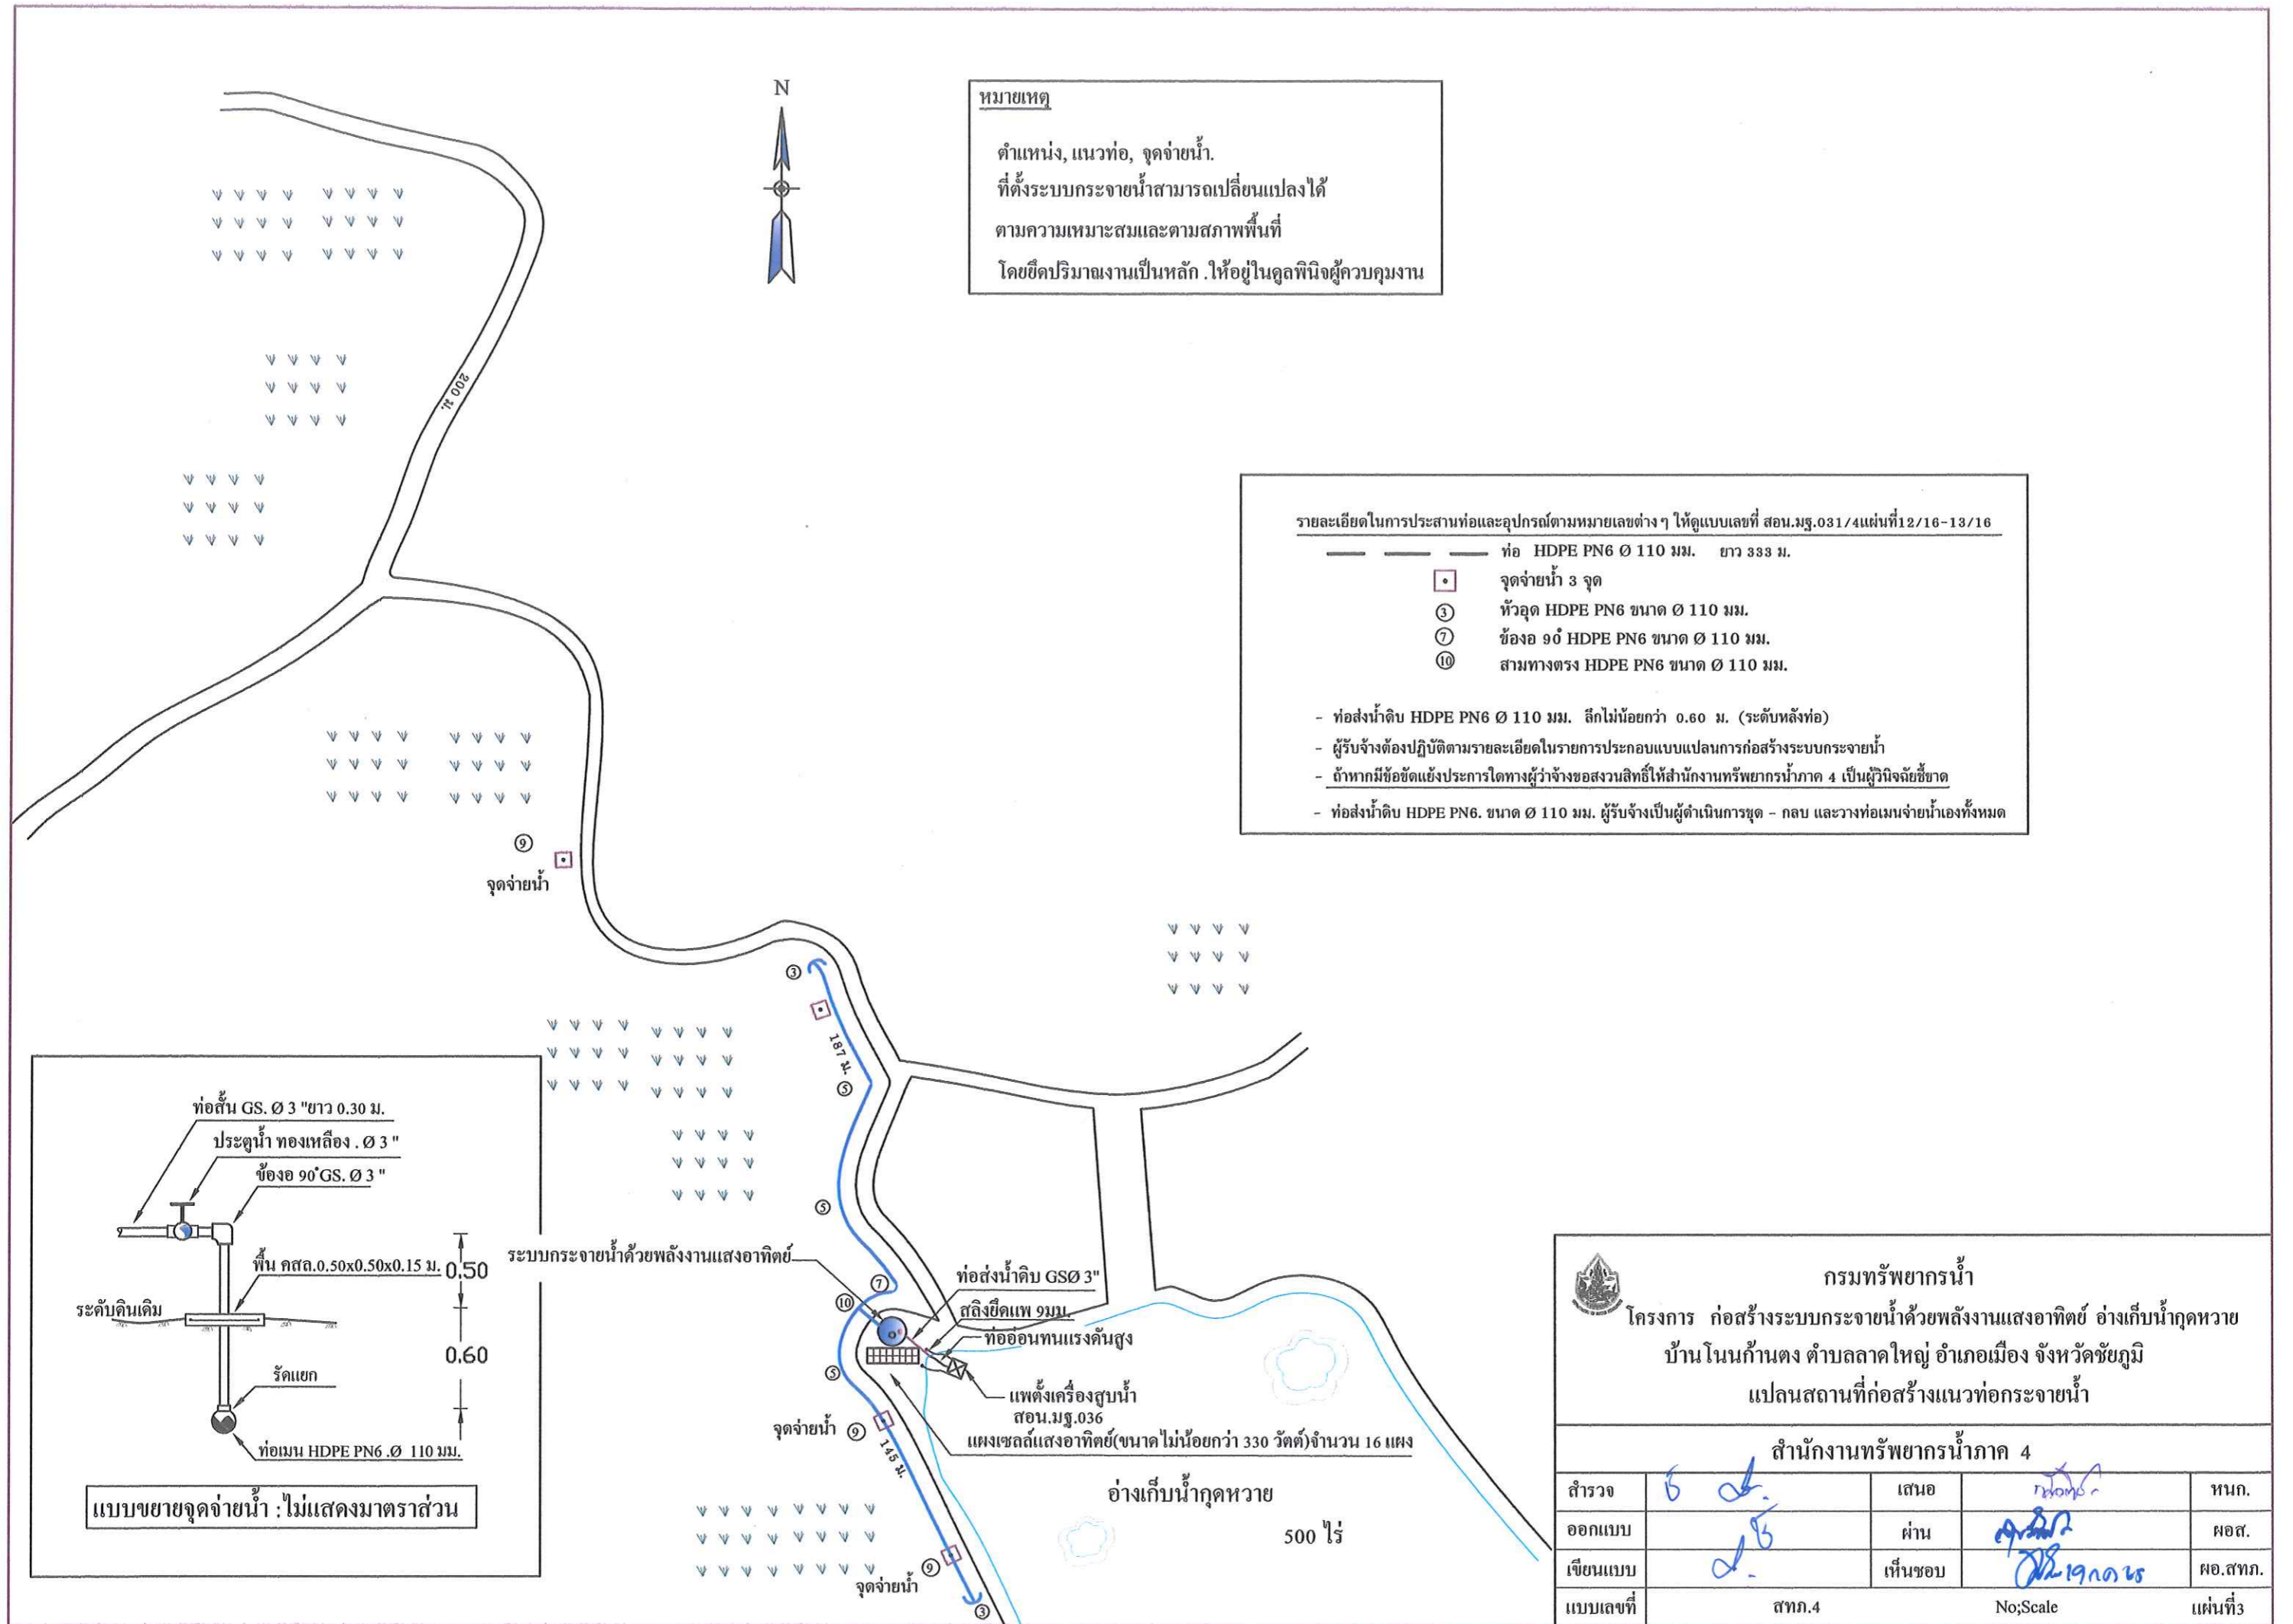 N
หมายเหตุ
ตำแหน่ง, แนวท่อ, จุดจ่ายน้ำ.
ที่ตั้งระบบกระจายน้ำสามารถเปลี่ยนแปลงได้
ตามความเหมาะสมและตามสภาพพื้นที่
โดยยึดปริมาณงานเป็นหลัก .ให้อยู่ในดูลพินิจผู้ควบคุมงาน
200 ม.
รายละเอียดในการประสานท่อและอุปกรณ์ตามหมายเลขต่าง ๆ ให้ดูแบบเลขที่ สอน.มฐ.031/4แผ่นที่12/16-13/16
ท่อ HDPE PN6 Ø 110 มม. ยาว 333 ม.
จุดจ่ายน้ำ 3 จุด
③ หัวอุด HDPE PN6 ขนาด Ø 110 มม.
⑦ ข้องอ 90° HDPE PN6 ขนาด Ø 110 มม.
⑩ สามทางตรง HDPE PN6 ขนาด Ø 110 มม.
- ท่อส่งน้ำดิบ HDPE PN6 Ø 110 มม. ลึกไม่น้อยกว่า 0.60 ม. (ระดับหลังท่อ)
- ผู้รับจ้างต้องปฏิบัติตามรายละเอียดในรายการประกอบแบบแปลนการก่อสร้างระบบกระจายน้ำ
- ถ้าหากมีข้อขัดแย้งประการใดทางผู้ว่าจ้างขอสงวนสิทธิ์ให้สำนักงานทรัพยากรน้ำภาค 4 เป็นผู้วินิจฉัยชี้ขาด
- ท่อส่งน้ำดิบ HDPE PN6. ขนาด Ø 110 มม. ผู้รับจ้างเป็นผู้ดำเนินการขุด - กลบ และวางท่อเมนจ่ายน้ำเองทั้งหมด
⑨
จุดจ่ายน้ำ
③
187 ม.
⑤
⑤
ท่อสั้น GS. Ø 3 "ยาว 0.30 ม.
ประตูน้ำ ทองเหลือง . Ø 3 "
ข้องอ 90° GS. Ø 3 "
พื้น คสล.0.50x0.50x0.15 ม.
0.50
ระดับดินเดิม
0.60
รัดแยก
ท่อเมน HDPE PN6 .Ø 110 มม.
แบบขยายจุดจ่ายน้ำ : ไม่แสดงมาตราส่วน
ระบบกระจายน้ำด้วยพลังงานแสงอาทิตย์
⑦
⑩
ท่อส่งน้ำดิบ GSØ 3"
สลิงยึดแพ 9มม.
ท่ออ่อนทนแรงดันสูง
⑤
แพตั้งเครื่องสูบน้ำ
สอน.มฐ.036
แผงเซลล์แสงอาทิตย์(ขนาดไม่น้อยกว่า 330 วัตต์)จำนวน 16 แผง
จุดจ่ายน้ำ ⑨
145 ม.
อ่างเก็บน้ำกุดหวาย
500 ไร่
⑨
จุดจ่ายน้ำ
③
กรมทรัพยากรน้ำ
โครงการ ก่อสร้างระบบกระจายน้ำด้วยพลังงานแสงอาทิตย์ อ่างเก็บน้ำกุดหวาย
บ้านโนนก้านตง ตำบลลาดใหญ่ อำเภอเมือง จังหวัดชัยภูมิ
แปลนสถานที่ก่อสร้างแนวท่อกระจายน้ำ
สำนักงานทรัพยากรน้ำภาค 4
สำรวจ เสนอ หนก.
ออกแบบ ผ่าน ผอส.
เขียนแบบ เห็นชอบ ผอ.สทภ.
แบบเลขที่ สทภ.4 No;Scale แผ่นที่3